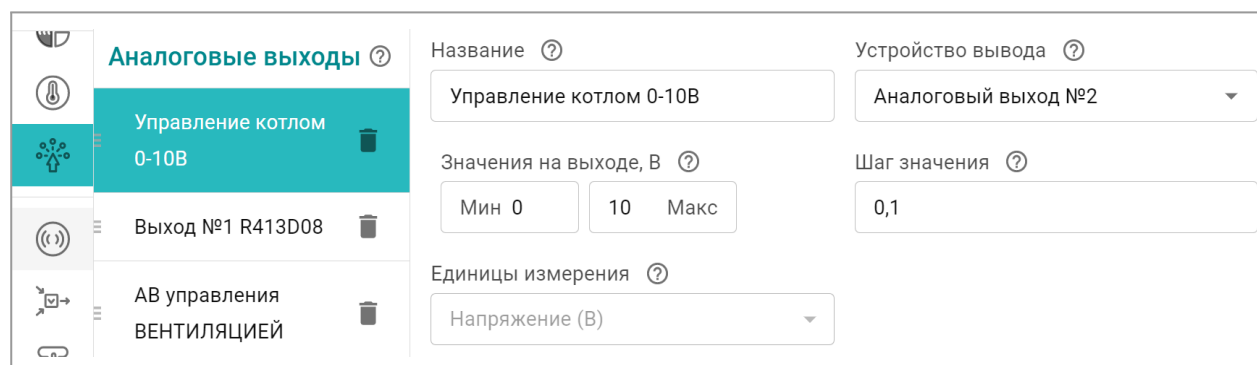 Аналоговые выходы
Управление котлом
0-10В
Выход №1 R413D08
АВ управления
ВЕНТИЛЯЦИЕЙ
Название
Управление котлом 0-10В
Устройство вывода
Аналоговый выход №2
Значения на выходе, В
Мин 0
10 Макс
Шаг значения
0,1
Единицы измерения
Напряжение (В)